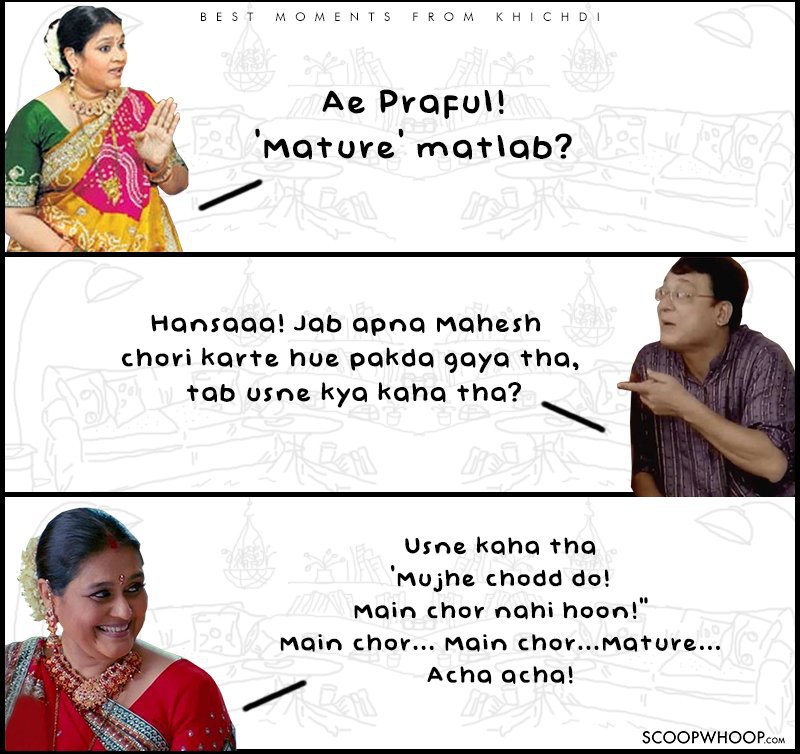 BEST MOMENTS FROM KHICHDI
Ae Praful!
'Mature' matlab?
Hansaaa! Jab apna Mahesh
chori karte hue pakda gaya tha,
tab usne kya kaha tha?
Usne kaha tha
'Mujhe chodd do!
Main chor nahi hoon!"
Main chor... Main chor...Mature...
Acha acha!
SCOOPWHOOP.COM